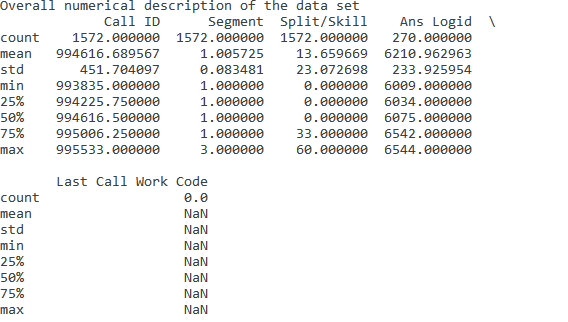 Overall numerical description of the data set
Call ID Segment Split/Skill Ans Logid \
count 1572.000000 1572.000000 1572.000000 270.000000
mean 994616.689567 1.005725 13.659669 6210.962963
std 451.704097 0.083481 23.072698 233.925954
min 993835.000000 1.000000 0.000000 6009.000000
25% 994225.750000 1.000000 0.000000 6034.000000
50% 994616.500000 1.000000 0.000000 6075.000000
75% 995006.250000 1.000000 33.000000 6542.000000
max 995533.000000 3.000000 60.000000 6544.000000
Last Call Work Code
count 0.0
mean NaN
std NaN
min NaN
25% NaN
50% NaN
75% NaN
max NaN